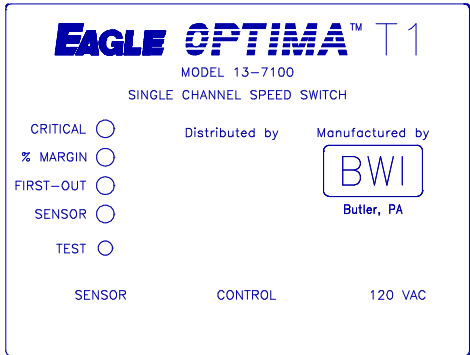 EAGLE OPTIMA™ T1
MODEL 13-7100
SINGLE CHANNEL SPEED SWITCH
CRITICAL
% MARGIN
FIRST-OUT
SENSOR
TEST
Distributed by
Manufactured by
BWI
Butler, PA
SENSOR CONTROL 120 VAC